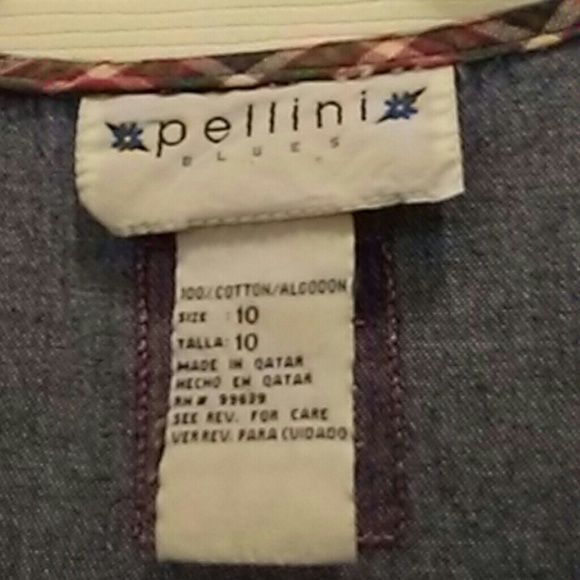 pellini
BLUES
100% COTTON/ALGODON
SIZE : 10
TALLA: 10
MADE IN QATAR
HECHO EN QATAR
RN# 99639
SEE REV. FOR CARE
VER REV. PARA CUIDADO